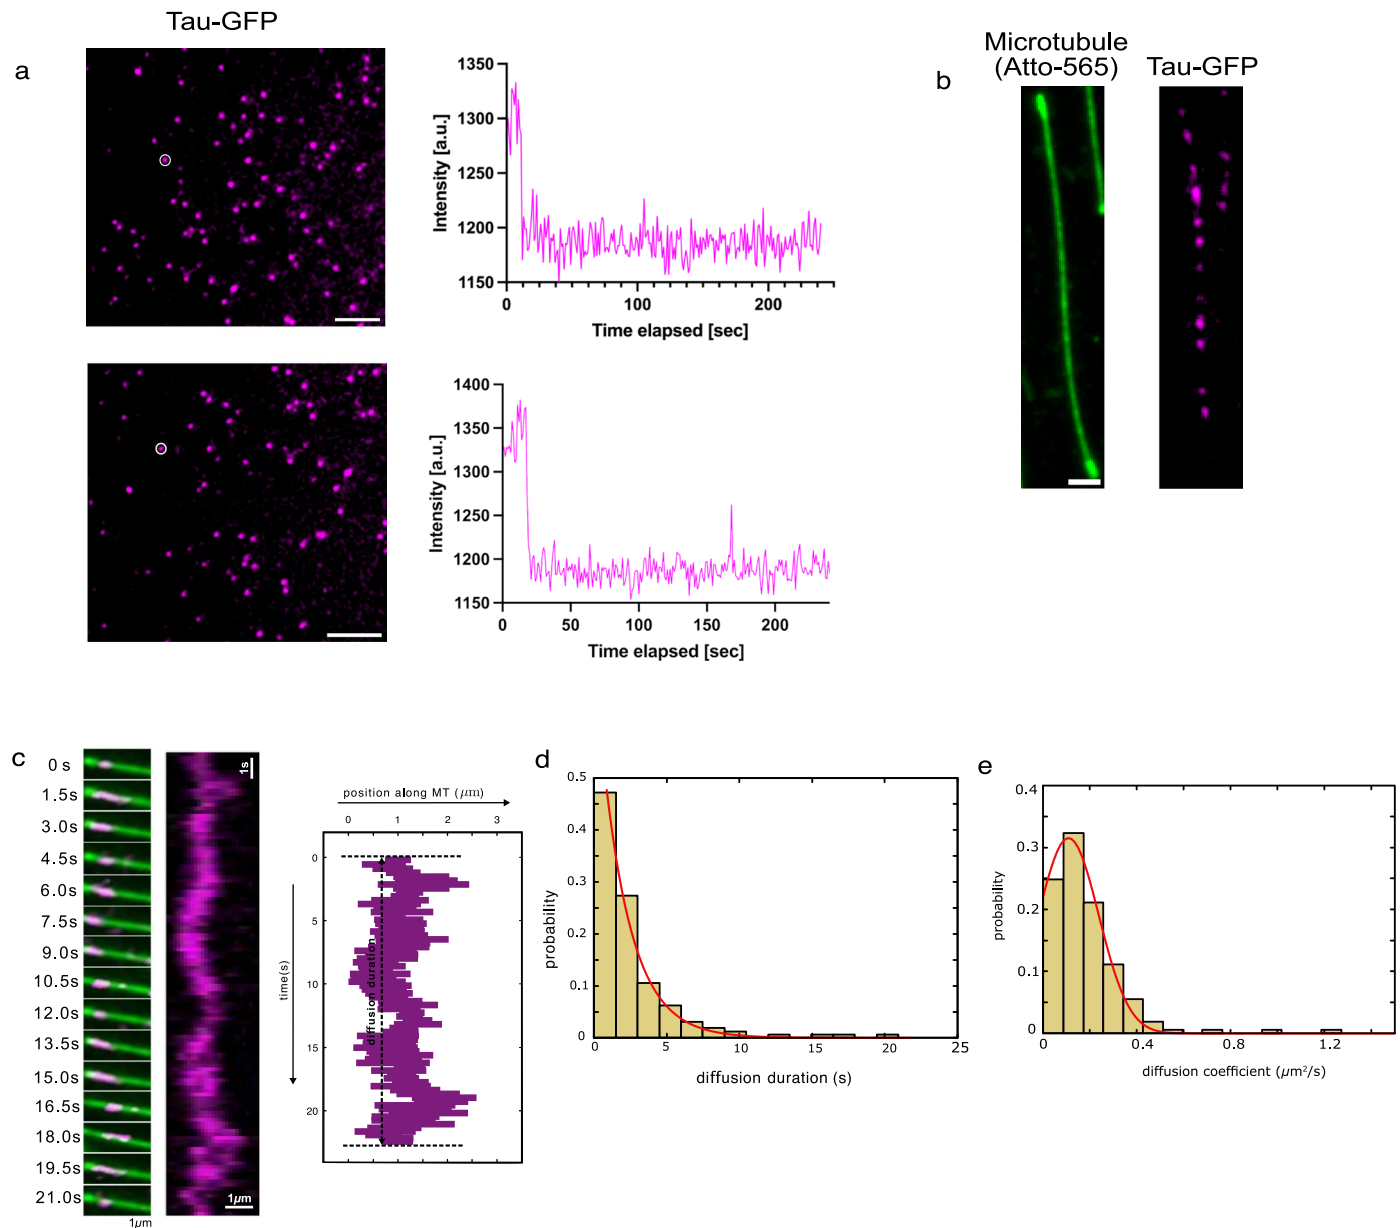 Tau-GFP
a
1350
1300
1250
1200
1150
Intensity [a.u.]
0
100
200
Time elapsed [sec]
1400
1350
1300
1250
1200
1150
Intensity [a.u.]
0
50
100
150
200
Time elapsed [sec]
b
Microtubule
(Atto-565)
Tau-GFP
c
0 s
1.5s
3.0s
4.5s
6.0s
7.5s
9.0s
10.5s
12.0s
13.5s
15.0s
16.5s
18.0s
19.5s
21.0s
1μm
1s
1μm
position along MT (μm)
0
1
2
3
0
5
10
15
20
time(s)
diffusion duration
d
0.5
0.4
0.3
0.2
0.1
0
probability
0
5
10
15
20
25
diffusion duration (s)
e
0.4
0.3
0.2
0.1
0
probability
0
0.4
0.8
1.2
diffusion coefficient (μm²/s)